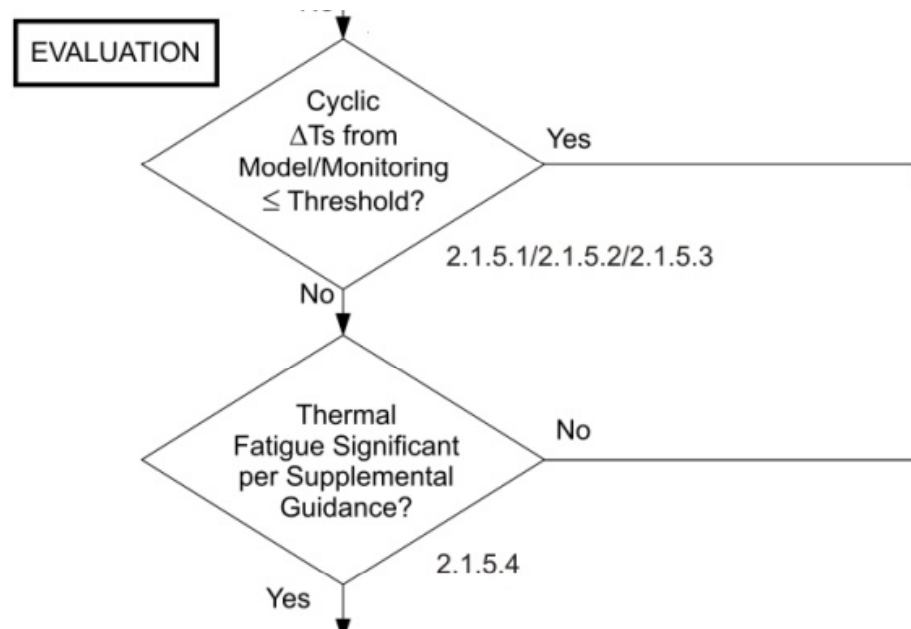 EVALUATION
Cyclic
ΔTs from
Model/Monitoring
≤ Threshold?
Yes
2.1.5.1/2.1.5.2/2.1.5.3
No
Thermal
Fatigue Significant
per Supplemental
Guidance?
No
2.1.5.4
Yes